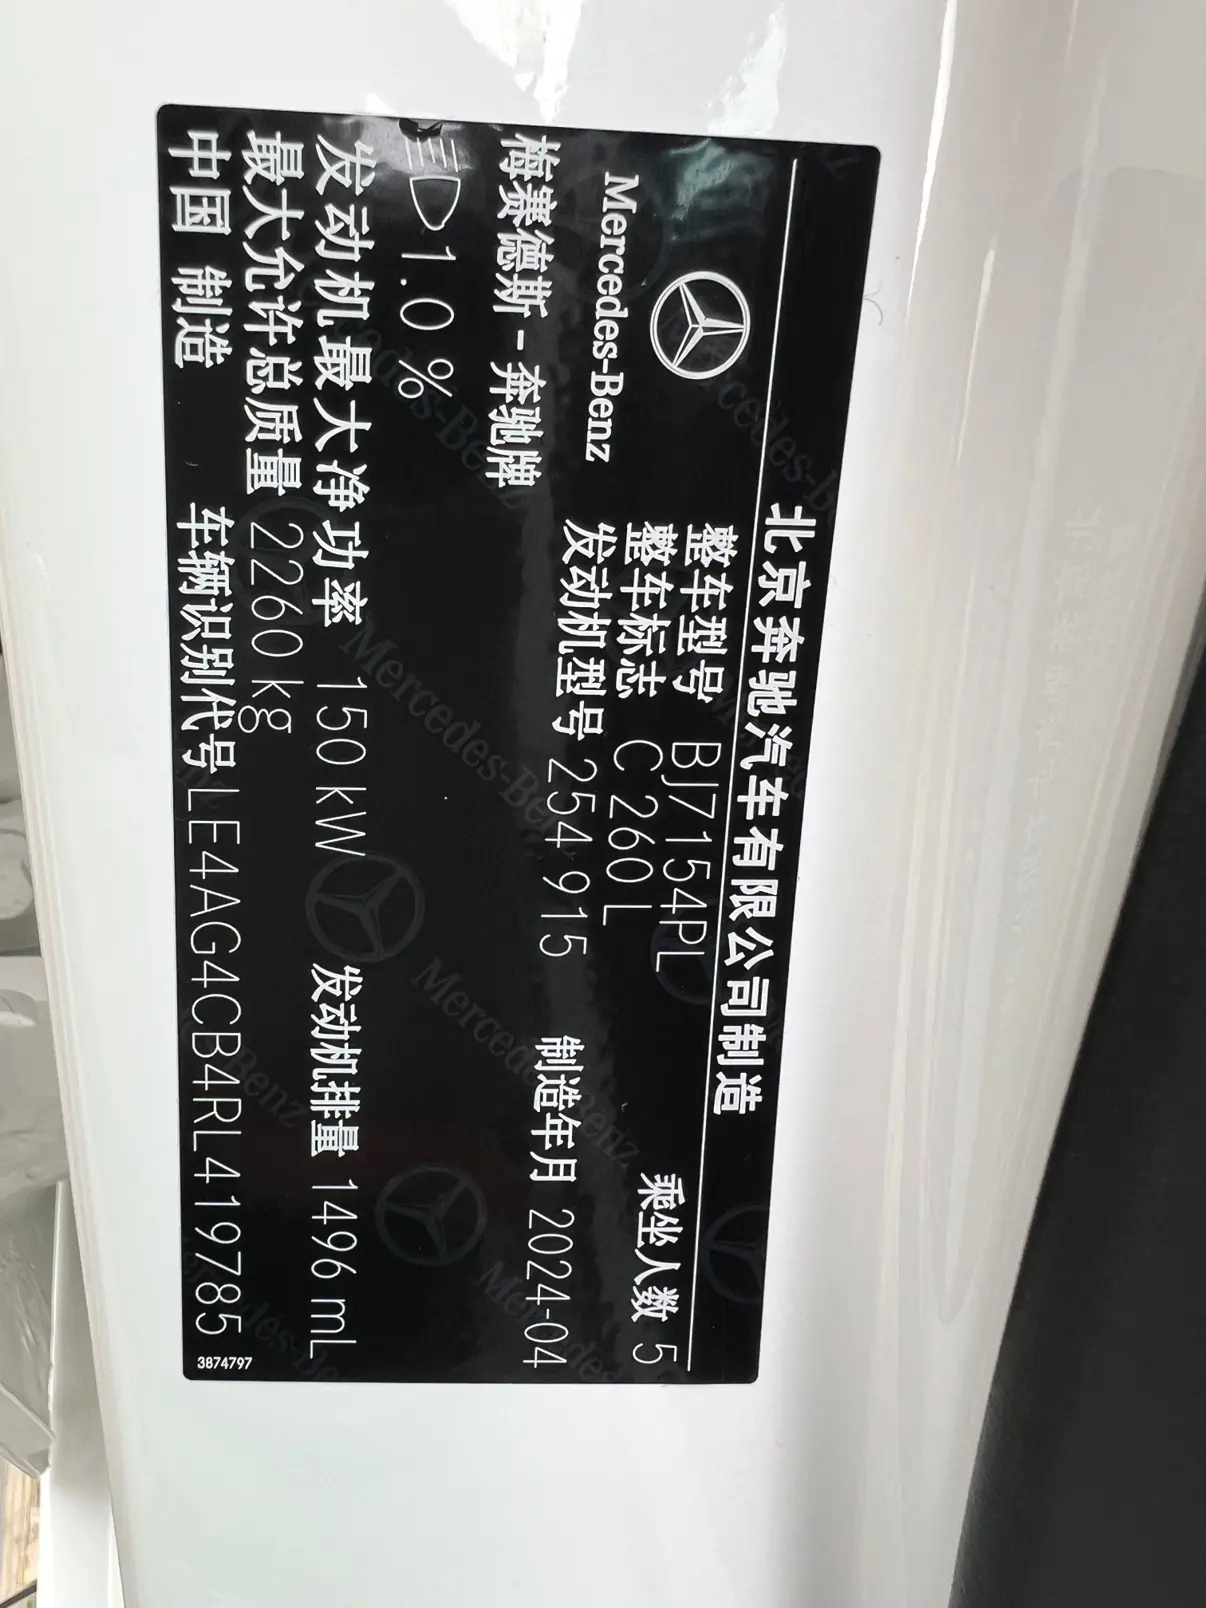 北京奔驰汽车有限公司制造
Mercedes-Benz
整车型号 BJ7154PL 乘坐人数 5
整车标志 C 260 L
梅赛德斯-奔驰牌 发动机型号 254 915 制造年月 2024-04
1.0 %
发动机最大净功率 150 kW 发动机排量 1496 mL
最大允许总质量 2260 kg
中国 制造 车辆识别代号 LE4AG4CB4RL419785
3874797